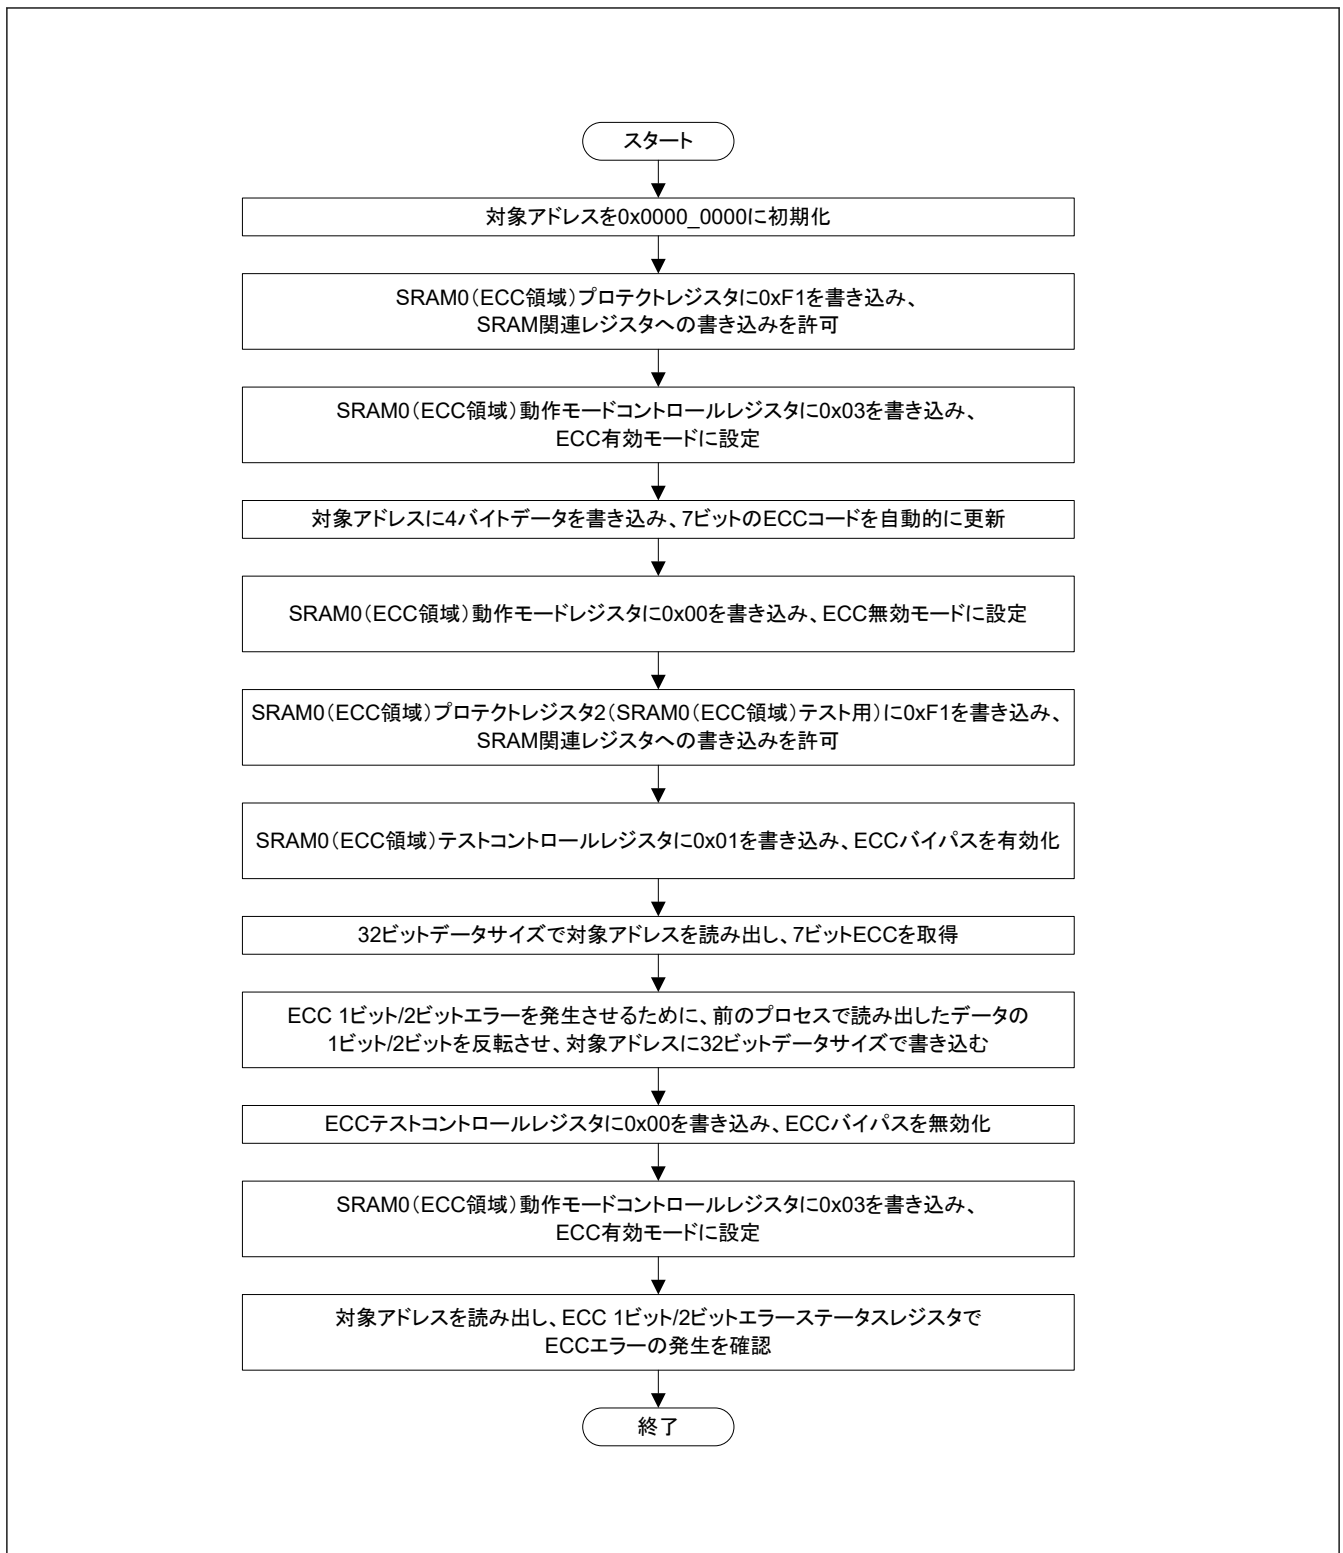 スタート
対象アドレスを0x0000_0000に初期化
SRAM0（ECC領域）プロテクトレジスタに0xF1を書き込み、
SRAM関連レジスタへの書き込みを許可
SRAM0（ECC領域）動作モードコントロールレジスタに0x03を書き込み、
ECC有効モードに設定
対象アドレスに4バイトデータを書き込み、7ビットのECCコードを自動的に更新
SRAM0（ECC領域）動作モードレジスタに0x00を書き込み、ECC無効モードに設定
SRAM0（ECC領域）プロテクトレジスタ2（SRAM0（ECC領域）テスト用）に0xF1を書き込み、
SRAM関連レジスタへの書き込みを許可
SRAM0（ECC領域）テストコントロールレジスタに0x01を書き込み、ECCバイパスを有効化
32ビットデータサイズで対象アドレスを読み出し、7ビットECCを取得
ECC 1ビット/2ビットエラーを発生させるために、前のプロセスで読み出したデータの
1ビット/2ビットを反転させ、対象アドレスに32ビットデータサイズで書き込む
ECCテストコントロールレジスタに0x00を書き込み、ECCバイパスを無効化
SRAM0（ECC領域）動作モードコントロールレジスタに0x03を書き込み、
ECC有効モードに設定
対象アドレスを読み出し、ECC 1ビット/2ビットエラーステータスレジスタで
ECCエラーの発生を確認
終了